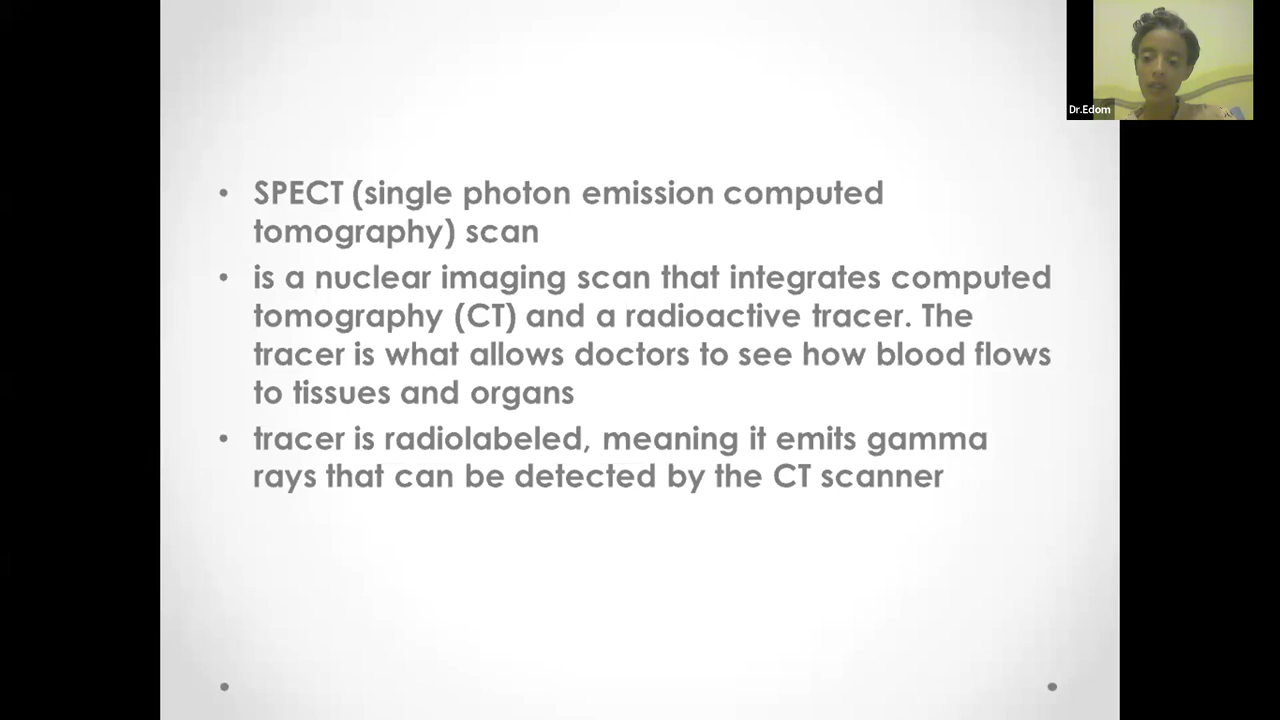 Dr.Edom
• SPECT (single photon emission computed
tomography) scan
• is a nuclear imaging scan that integrates computed
tomography (CT) and a radioactive tracer. The
tracer is what allows doctors to see how blood flows
to tissues and organs
• tracer is radiolabeled, meaning it emits gamma
rays that can be detected by the CT scanner